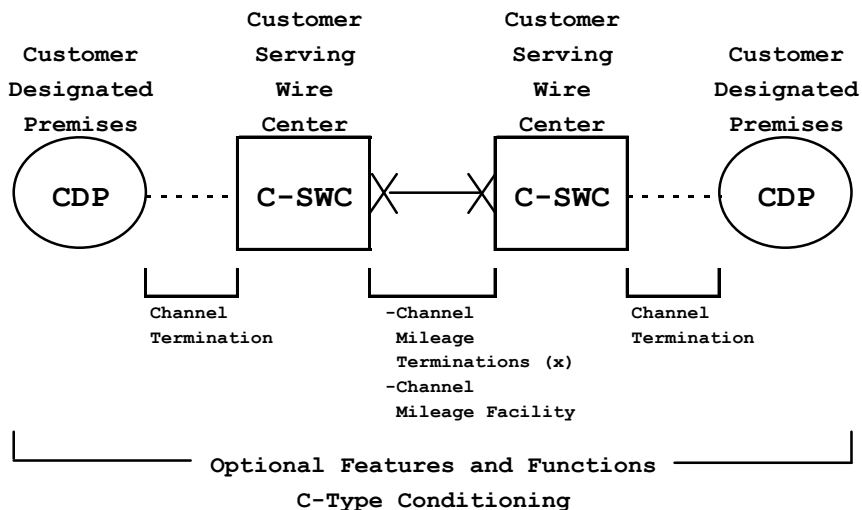 Customer
Designated
Premises
Customer
Serving
Wire
Center
Customer
Serving
Wire
Center
Customer
Designated
Premises
CDP
C-SWC
C-SWC
CDP
Channel
Termination
-Channel
Mileage
Terminations (x)
-Channel
Mileage Facility
Channel
Termination
Optional Features and Functions
C-Type Conditioning